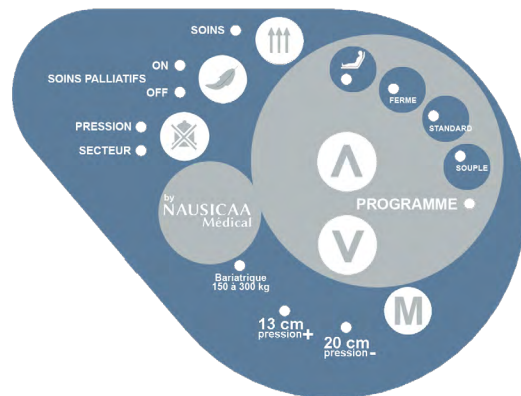 SOINS
ON
SOINS PALLIATIFS
OFF
FERME
STANDARD
PRESSION
SECTEUR
SOUPLE
by
NAUSICAA
Médical
PROGRAMME
Λ
V
Bariatrique
150 à 300 kg
M
13 cm
pression+
20 cm
pression-